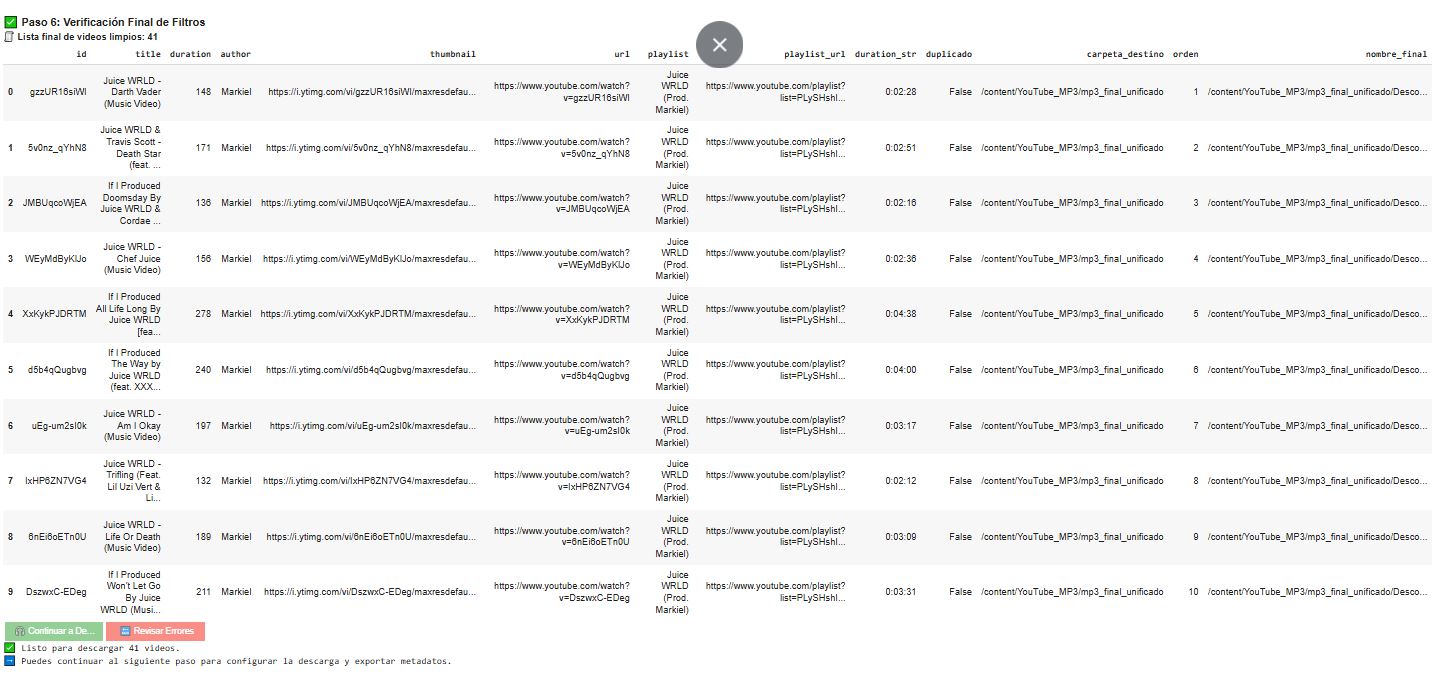 ✅ Paso 6: Verificación Final de Filtros
Lista final de videos limpios: 41
id title duration author thumbnail url playlist playlist_url duration_str duplicado carpeta_destino orden nombre_final
0 gzzUR16siWI Juice WRLD - Darth Vader (Music Video) 148 Markiel https://i.ytimg.com/vi/gzzUR16siWI/maxresdefau... https://www.youtube.com/watch?v=gzzUR16siWI Juice WRLD (Prod. Markiel) https://www.youtube.com/playlist?list=PLySHshI... 0:02:28 False /content/YouTube_MP3/mp3_final_unificado 1 /content/YouTube_MP3/mp3_final_unificado/Desco...
1 5v0nz_qYhN8 Juice WRLD & Travis Scott - Death Star (feat. ... 171 Markiel https://i.ytimg.com/vi/5v0nz_qYhN8/maxresdefau... https://www.youtube.com/watch?v=5v0nz_qYhN8 Juice WRLD (Prod. Markiel) https://www.youtube.com/playlist?list=PLySHshI... 0:02:51 False /content/YouTube_MP3/mp3_final_unificado 2 /content/YouTube_MP3/mp3_final_unificado/Desco...
2 JMBUqcoWjEA If I Produced Doomsday By Juice WRLD & Cordae ... 136 Markiel https://i.ytimg.com/vi/JMBUqcoWjEA/maxresdefau... https://www.youtube.com/watch?v=JMBUqcoWjEA Juice WRLD (Prod. Markiel) https://www.youtube.com/playlist?list=PLySHshI... 0:02:16 False /content/YouTube_MP3/mp3_final_unificado 3 /content/YouTube_MP3/mp3_final_unificado/Desco...
3 WEyMdByKlJo Juice WRLD - Chef Juice (Music Video) 156 Markiel https://i.ytimg.com/vi/WEyMdByKlJo/maxresdefau... https://www.youtube.com/watch?v=WEyMdByKlJo Juice WRLD (Prod. Markiel) https://www.youtube.com/playlist?list=PLySHshI... 0:02:36 False /content/YouTube_MP3/mp3_final_unificado 4 /content/YouTube_MP3/mp3_final_unificado/Desco...
4 XxKykPJDRTM If I Produced All Life Long By Juice WRLD [fea... 278 Markiel https://i.ytimg.com/vi/XxKykPJDRTM/maxresdefau... https://www.youtube.com/watch?v=XxKykPJDRTM Juice WRLD (Prod. Markiel) https://www.youtube.com/playlist?list=PLySHshI... 0:04:38 False /content/YouTube_MP3/mp3_final_unificado 5 /content/YouTube_MP3/mp3_final_unificado/Desco...
5 d5b4qQugbvg If I Produced The Way by Juice WRLD (feat. XXX... 240 Markiel https://i.ytimg.com/vi/d5b4qQugbvg/maxresdefau... https://www.youtube.com/watch?v=d5b4qQugbvg Juice WRLD (Prod. Markiel) https://www.youtube.com/playlist?list=PLySHshI... 0:04:00 False /content/YouTube_MP3/mp3_final_unificado 6 /content/YouTube_MP3/mp3_final_unificado/Desco...
6 uEg-um2sI0k Juice WRLD - Am I Okay (Music Video) 197 Markiel https://i.ytimg.com/vi/uEg-um2sI0k/maxresdefau... https://www.youtube.com/watch?v=uEg-um2sI0k Juice WRLD (Prod. Markiel) https://www.youtube.com/playlist?list=PLySHshI... 0:03:17 False /content/YouTube_MP3/mp3_final_unificado 7 /content/YouTube_MP3/mp3_final_unificado/Desco...
7 IxHP6ZN7VG4 Juice WRLD - Trifling (Feat. Lil Uzi Vert & Li... 132 Markiel https://i.ytimg.com/vi/IxHP6ZN7VG4/maxresdefau... https://www.youtube.com/watch?v=IxHP6ZN7VG4 Juice WRLD (Prod. Markiel) https://www.youtube.com/playlist?list=PLySHshI... 0:02:12 False /content/YouTube_MP3/mp3_final_unificado 8 /content/YouTube_MP3/mp3_final_unificado/Desco...
8 6nEi6oETn0U Juice WRLD - Life Or Death (Music Video) 189 Markiel https://i.ytimg.com/vi/6nEi6oETn0U/maxresdefau... https://www.youtube.com/watch?v=6nEi6oETn0U Juice WRLD (Prod. Markiel) https://www.youtube.com/playlist?list=PLySHshI... 0:03:09 False /content/YouTube_MP3/mp3_final_unificado 9 /content/YouTube_MP3/mp3_final_unificado/Desco...
9 DszwxC-EDeg If I Produced Won't Let Go By Juice WRLD (Musi... 211 Markiel https://i.ytimg.com/vi/DszwxC-EDeg/maxresdefau... https://www.youtube.com/watch?v=DszwxC-EDeg Juice WRLD (Prod. Markiel) https://www.youtube.com/playlist?list=PLySHshI... 0:03:31 False /content/YouTube_MP3/mp3_final_unificado 10 /content/YouTube_MP3/mp3_final_unificado/Desco...
Continuar a De... Revisar Errores
✅ Listo para descargar 41 videos.
➡️ Puedes continuar al siguiente paso para configurar la descarga y exportar metadatos.